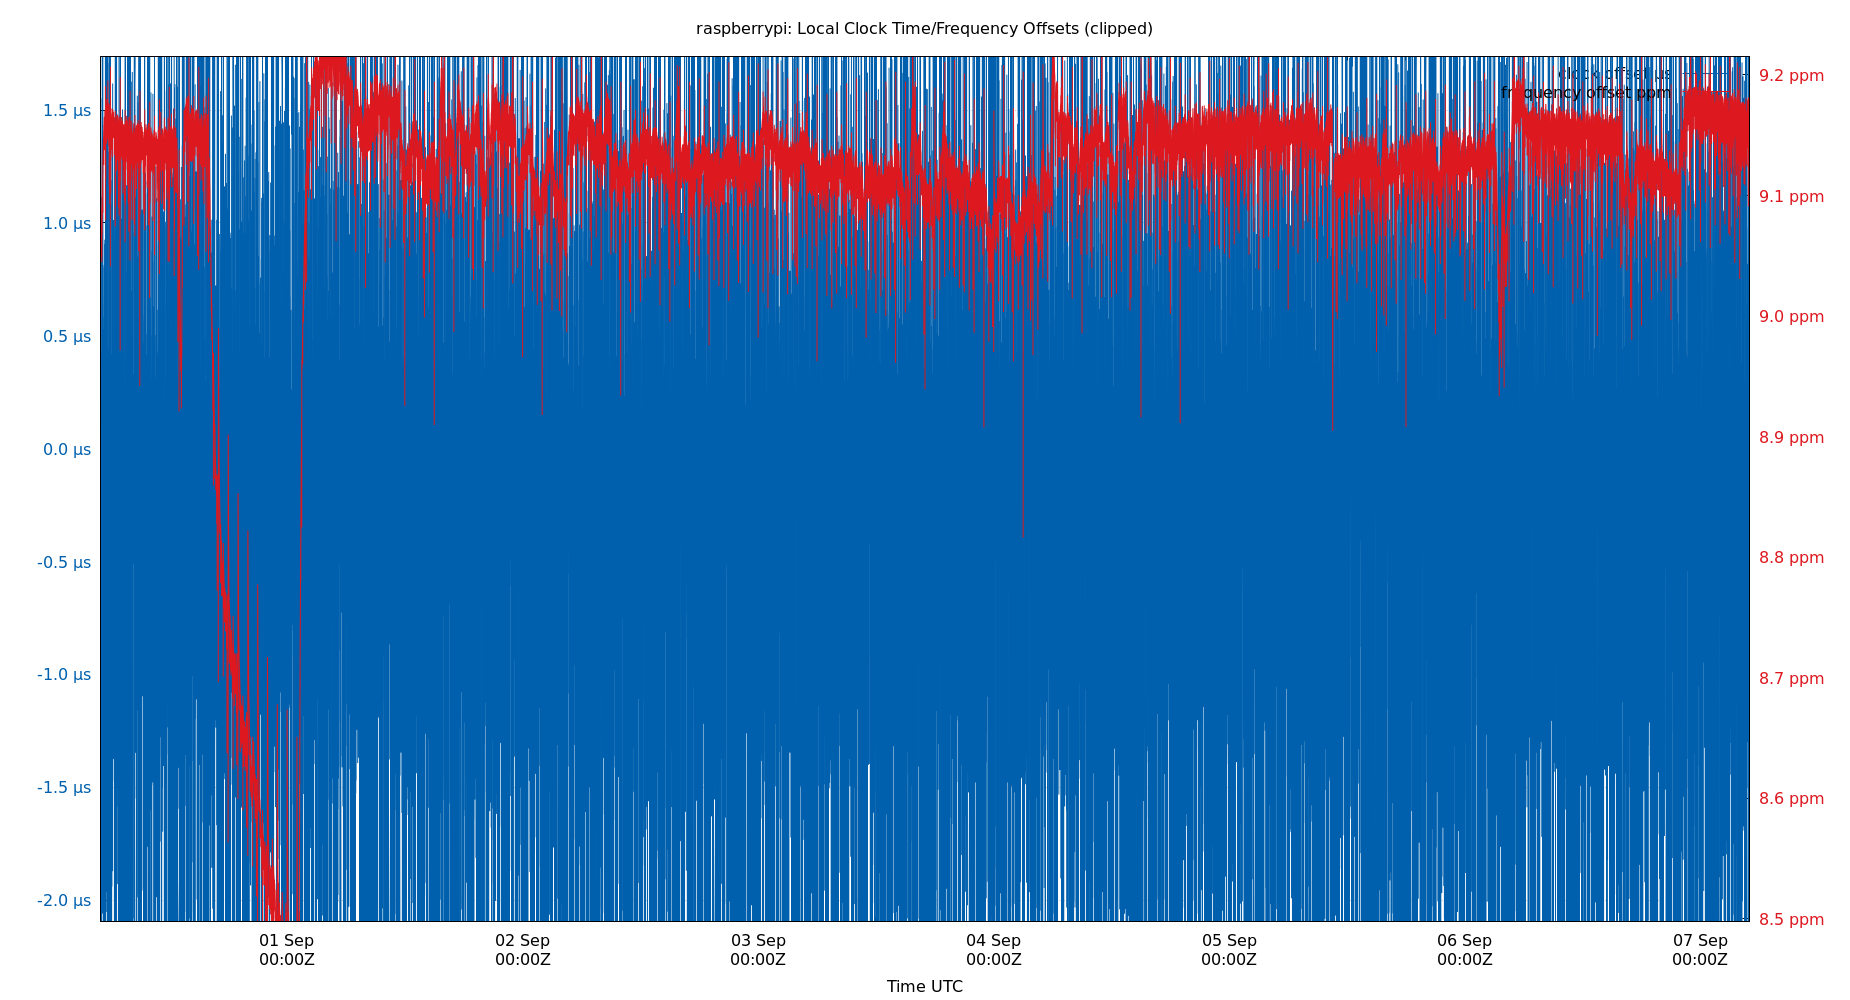 raspberrypi: Local Clock Time/Frequency Offsets (clipped)
clock offset µs
frequency offset ppm
1.5 µs
1.0 µs
0.5 µs
0.0 µs
-0.5 µs
-1.0 µs
-1.5 µs
-2.0 µs
9.2 ppm
9.1 ppm
9.0 ppm
8.9 ppm
8.8 ppm
8.7 ppm
8.6 ppm
8.5 ppm
01 Sep 00:00Z
02 Sep 00:00Z
03 Sep 00:00Z
04 Sep 00:00Z
05 Sep 00:00Z
06 Sep 00:00Z
07 Sep 00:00Z
Time UTC